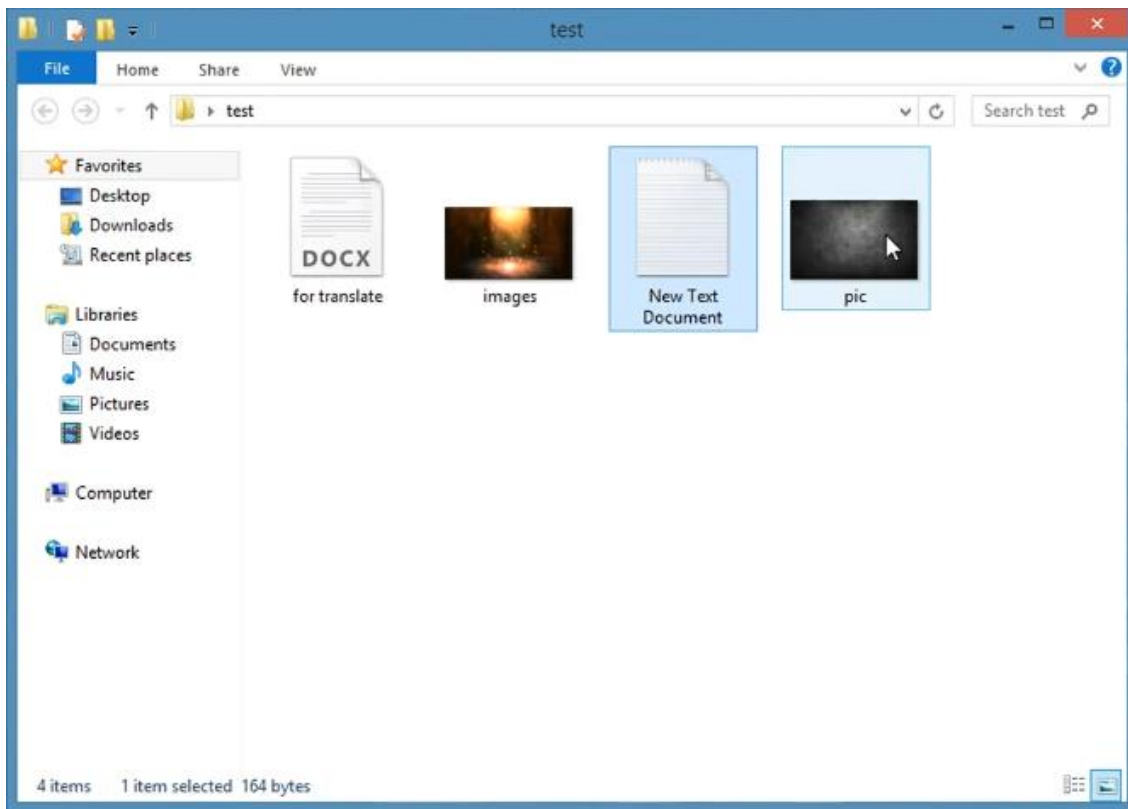 test
File Home Share View
test
Search test
Favorites
Desktop
Downloads
Recent places
Libraries
Documents
Music
Pictures
Videos
Computer
Network
DOCX
for translate
images
New Text
Document
pic
4 items 1 item selected 164 bytes